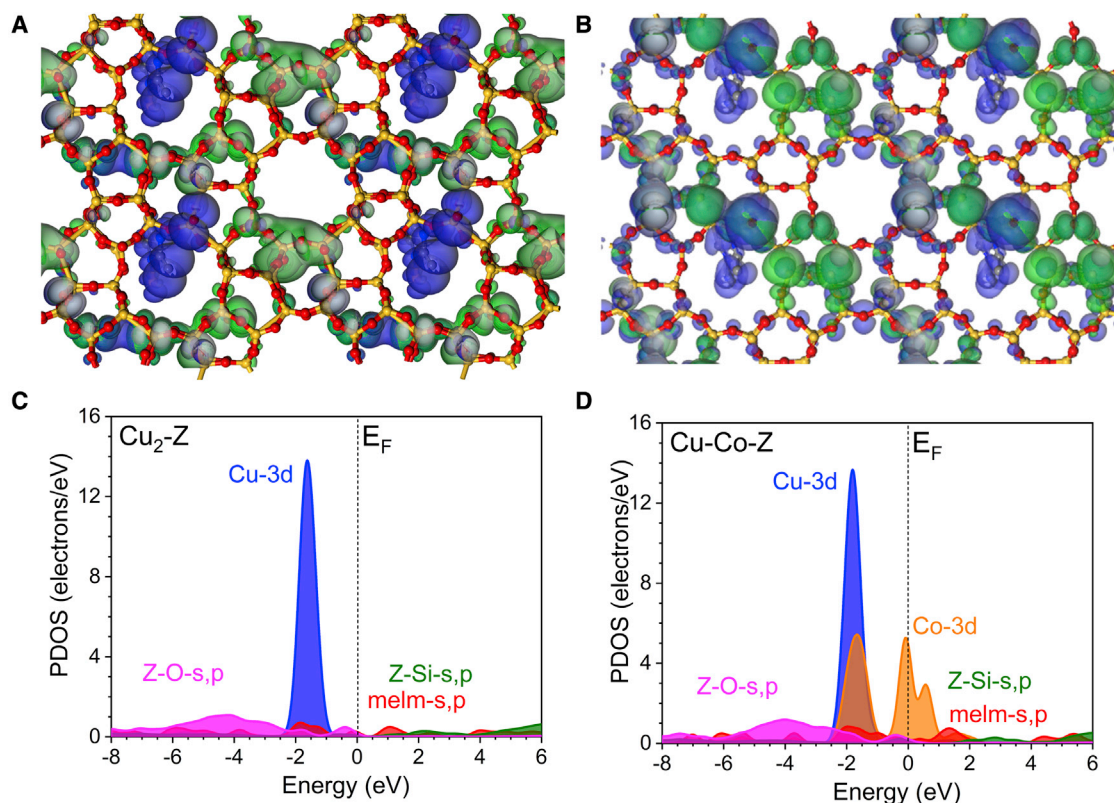 A
B
C
Cu₂-Z
E_F
Cu-3d
Z-O-s,p
Z-Si-s,p
melm-s,p
PDOS (electrons/eV)
16
12
8
4
0
-8 -6 -4 -2 0 2 4 6
Energy (eV)
D
Cu-Co-Z
E_F
Cu-3d
Co-3d
Z-O-s,p
Z-Si-s,p
melm-s,p
PDOS (electrons/eV)
16
12
8
4
0
-8 -6 -4 -2 0 2 4 6
Energy (eV)